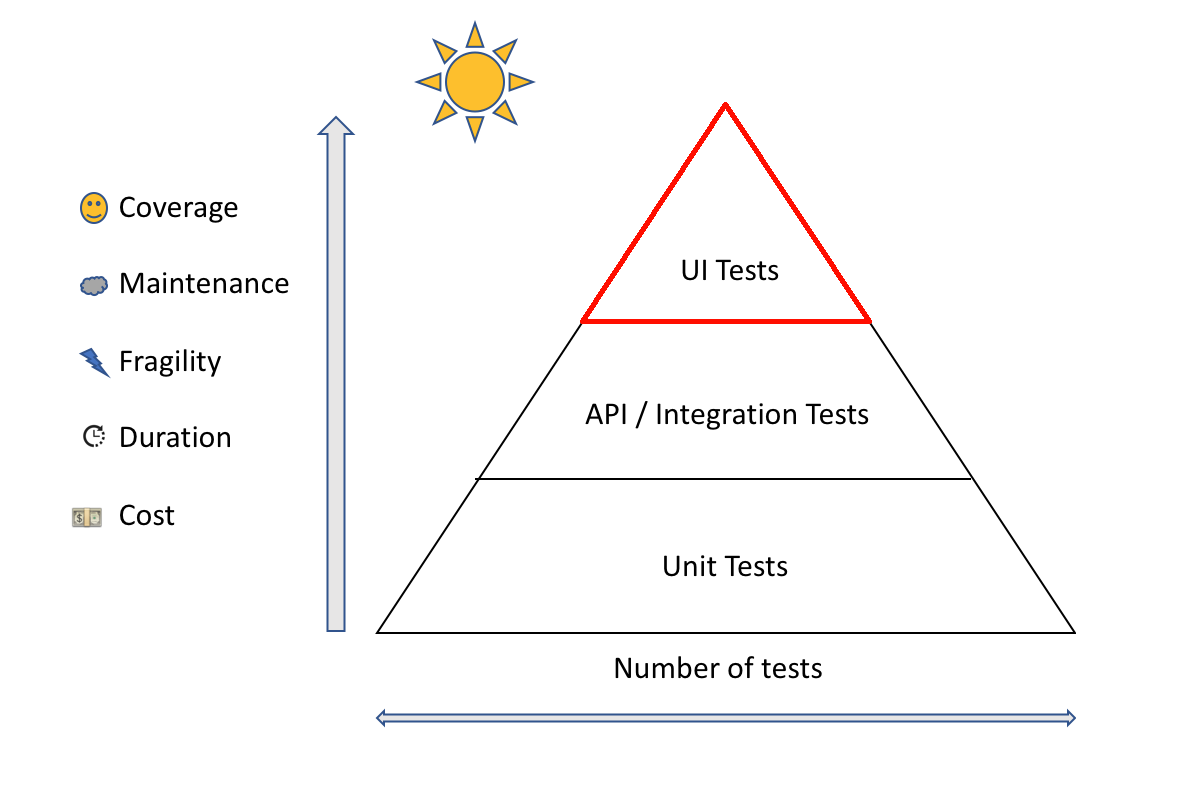 Coverage
Maintenance
Fragility
Duration
Cost
UI Tests
API / Integration Tests
Unit Tests
Number of tests